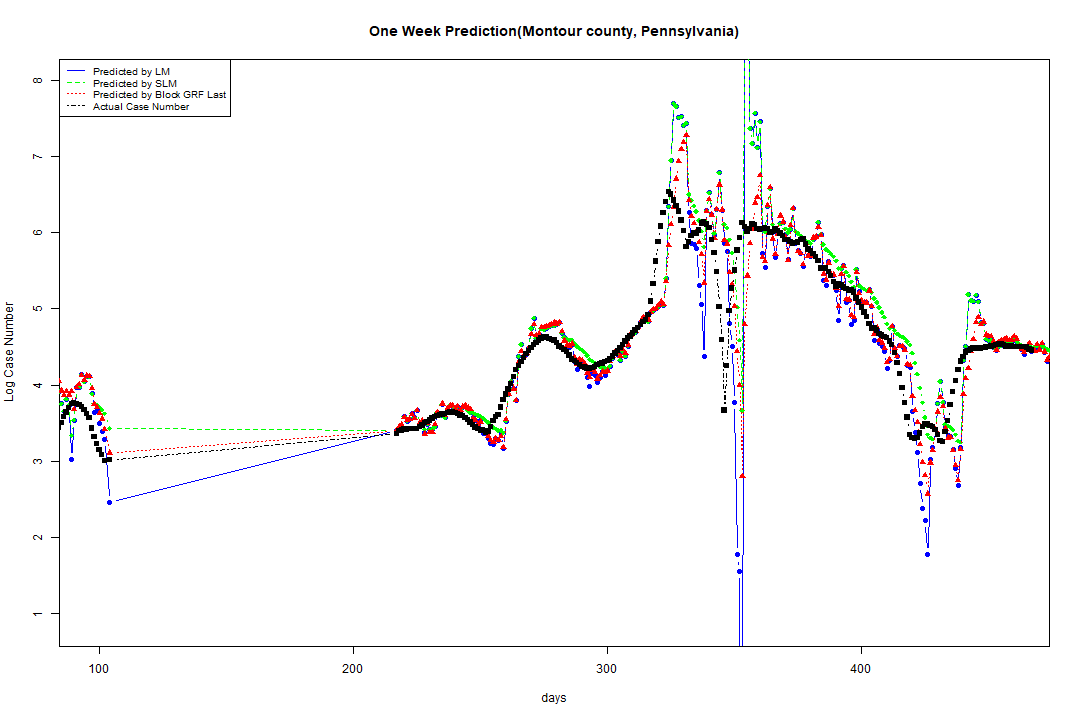 One Week Prediction(Montour county, Pennsylvania)
Predicted by LM
Predicted by SLM
Predicted by Block GRF Last
Actual Case Number
8
7
6
5
4
3
2
1
Log Case Number
100 200 300 400
days